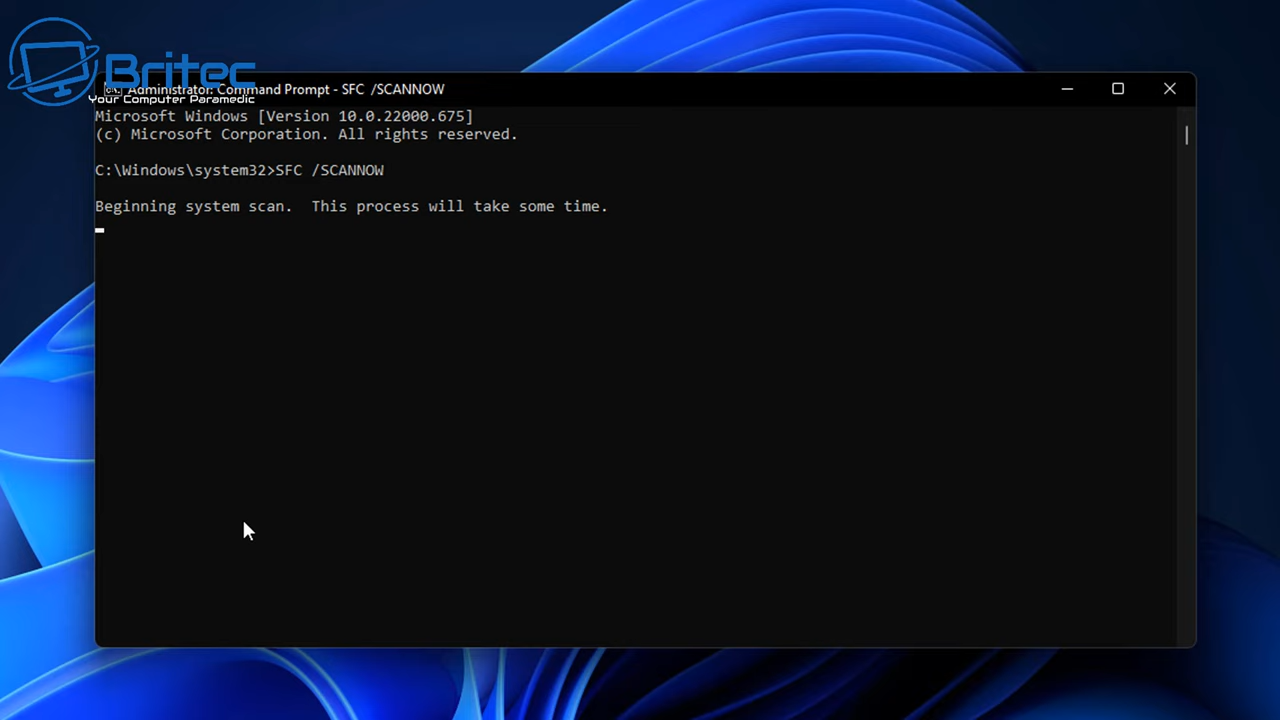 Britec
Your Computer Paramedic
Administrator: Command Prompt - SFC /SCANNOW
Microsoft Windows [Version 10.0.22000.675]
(c) Microsoft Corporation. All rights reserved.
C:\Windows\system32>SFC /SCANNOW
Beginning system scan.  This process will take some time.